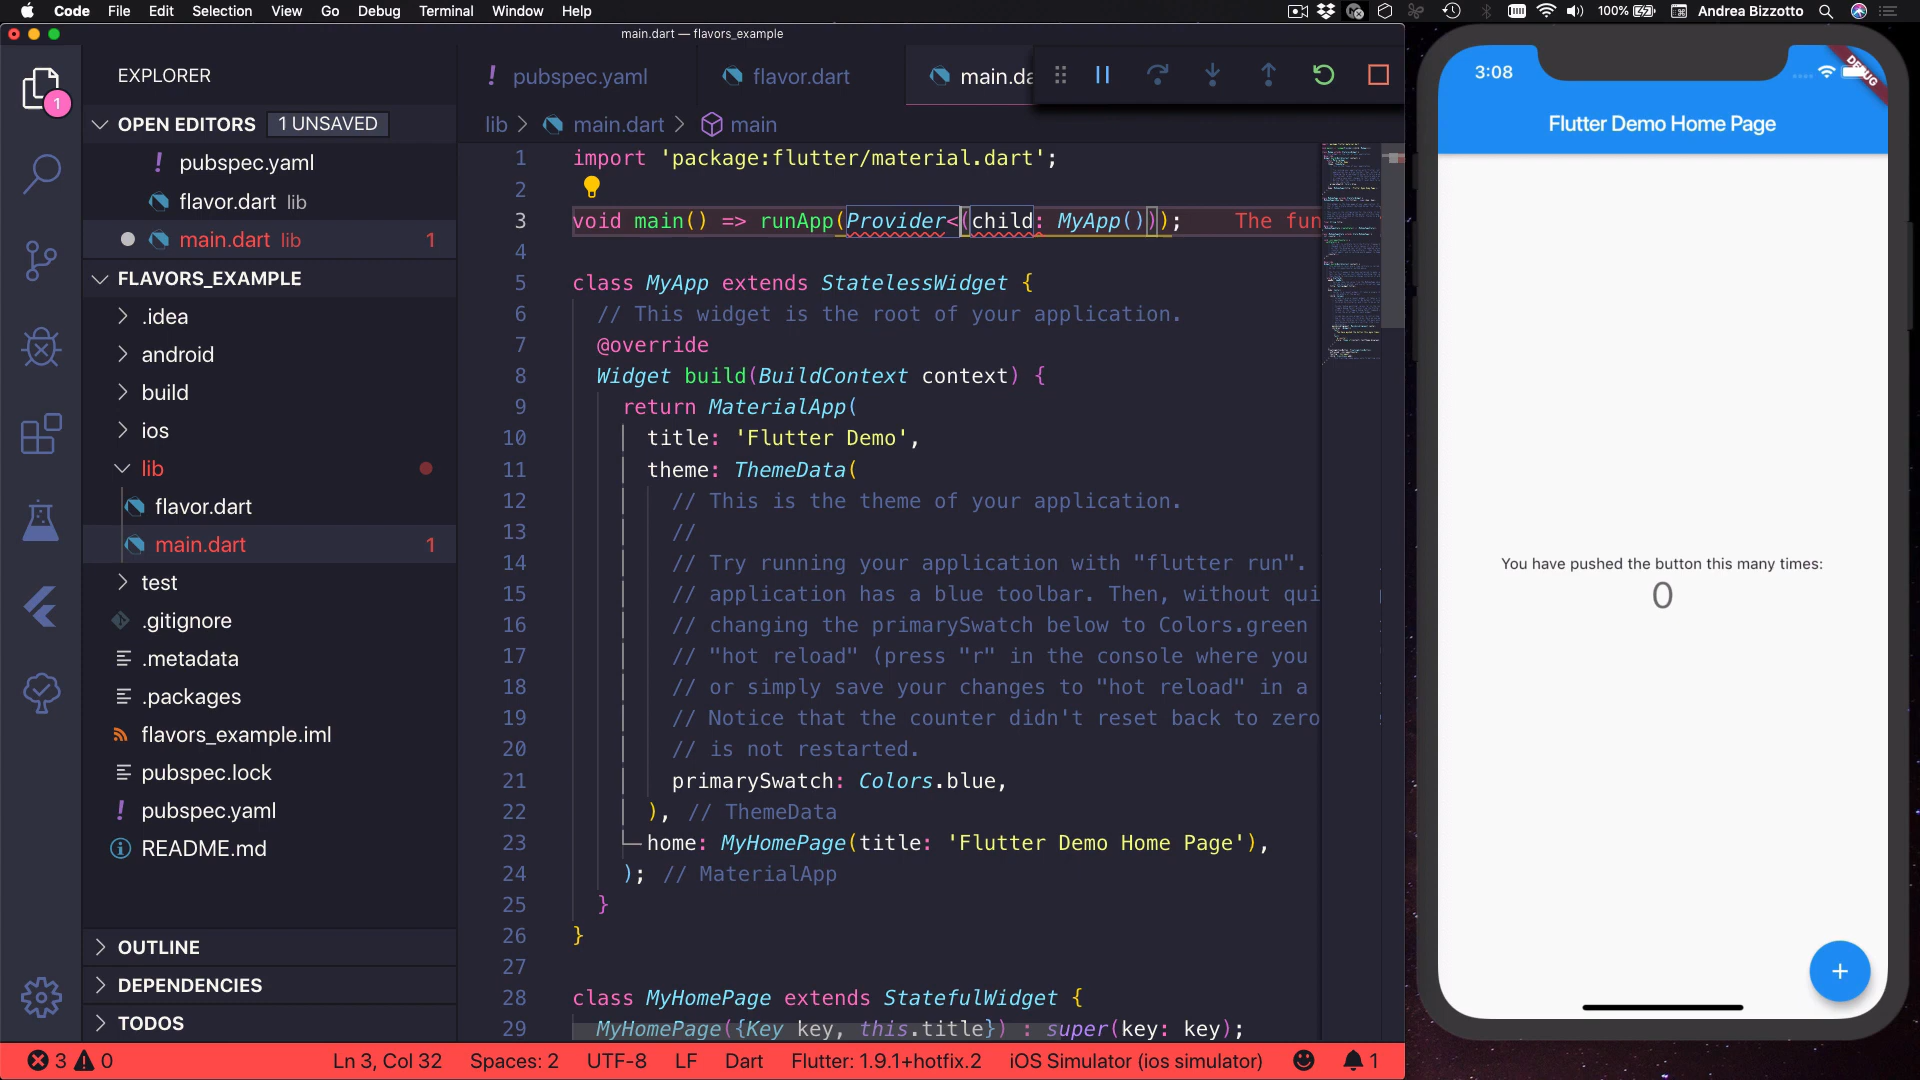 Code File Edit Selection View Go Debug Terminal Window Help 100% Andrea Bizzotto
main.dart — flavors_example
EXPLORER
OPEN EDITORS 1 UNSAVED
! pubspec.yaml
flavor.dart lib
main.dart lib 1
FLAVORS_EXAMPLE
.idea
android
build
ios
lib
flavor.dart
main.dart 1
test
.gitignore
.metadata
.packages
flavors_example.iml
pubspec.lock
! pubspec.yaml
README.md
OUTLINE
DEPENDENCIES
TODOS
1
! pubspec.yaml flavor.dart main.da
lib > main.dart > main
1 import 'package:flutter/material.dart';
2
3 void main() => runApp(Provider<(child: MyApp())); The fun
4
5 class MyApp extends StatelessWidget {
6 // This widget is the root of your application.
7 @override
8 Widget build(BuildContext context) {
9 return MaterialApp(
10 title: 'Flutter Demo',
11 theme: ThemeData(
12 // This is the theme of your application.
13 //
14 // Try running your application with "flutter run".
15 // application has a blue toolbar. Then, without qui
16 // changing the primarySwatch below to Colors.green
17 // "hot reload" (press "r" in the console where you
18 // or simply save your changes to "hot reload" in a
19 // Notice that the counter didn't reset back to zero
20 // is not restarted.
21 primarySwatch: Colors.blue,
22 ), // ThemeData
23 home: MyHomePage(title: 'Flutter Demo Home Page'),
24 ); // MaterialApp
25 }
26 }
27
28 class MyHomePage extends StatefulWidget {
29 MyHomePage({Key key, this.title}) : super(key: key);
3 0 Ln 3, Col 32 Spaces: 2 UTF-8 LF Dart Flutter: 1.9.1+hotfix.2 iOS Simulator (ios simulator) 1
3:08
DEBUG
Flutter Demo Home Page
You have pushed the button this many times:
0
+